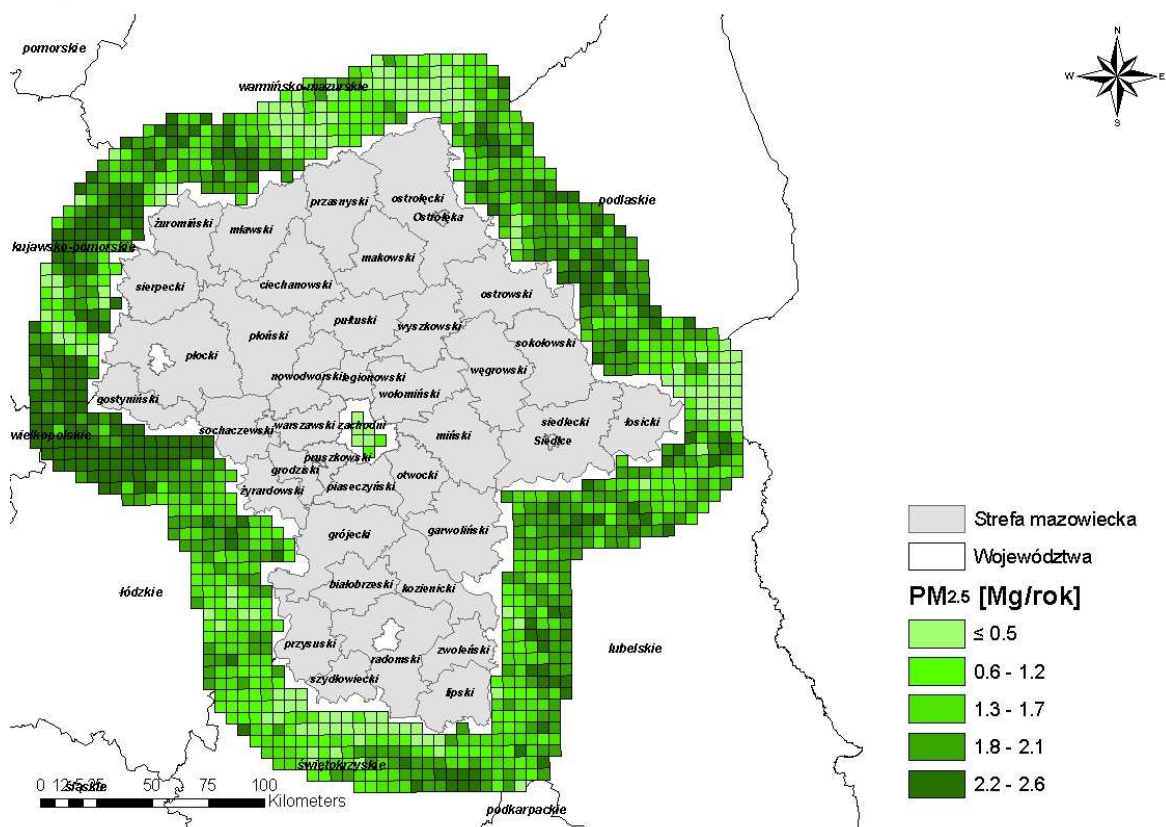 pomorskie
N
W E
S
warmińsko-mazurskie
podlaskie
przasnyski
ostrołęcki
Ostrołęka
żuromiński
mławski
kujawsko-pomorskie
makowski
sierpecki
ciechanowski
ostrowski
pułtuski
wyszkowski
płoński
sokołowski
płocki
węgrowski
nowodworski
legionowski
wołomiński
gostyniński
sochaczewski
warszawski zachodni
siedlecki
łosicki
wielkopolskie
miński
Siedlce
pruszkowski
grodziski
otwocki
żyrardowski
piaseczyński
grójecki
garwoliński
Strefa mazowiecka
Województwa
PM2.5 [Mg/rok]
≤ 0.5
0.6 - 1.2
1.3 - 1.7
1.8 - 2.1
2.2 - 2.6
łódzkie
białobrzeski
kozienicki
przysuski
radomski
zwoleński
lubelskie
szydłowiecki
lipski
świętokrzyskie
0 12.5 25 50 75 100
Kilometers
śląskie
podkarpackie